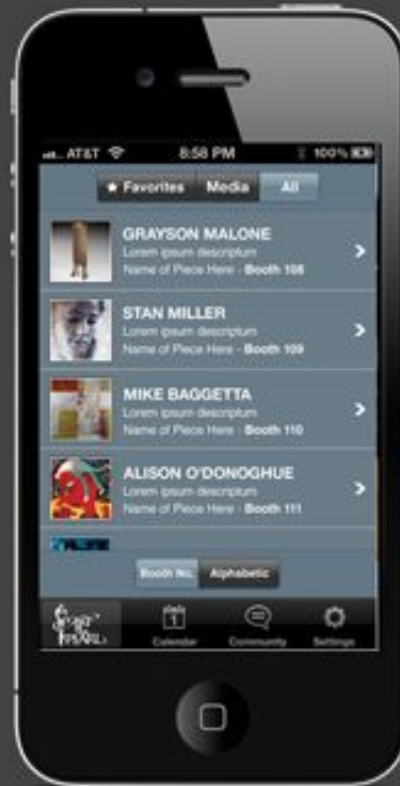 AT&T 8:58 PM 100%
★ Favorites Media All
GRAYSON MALONE
Lorem ipsum descriptum
Name of Piece Here - Booth 108
STAN MILLER
Lorem ipsum descriptum
Name of Piece Here - Booth 109
MIKE BAGGETTA
Lorem ipsum descriptum
Name of Piece Here - Booth 110
ALISON O'DONOGHUE
Lorem ipsum descriptum
Name of Piece Here - Booth 111
Booth No. Alphabetic
1
PEARL
Calendar Community Settings